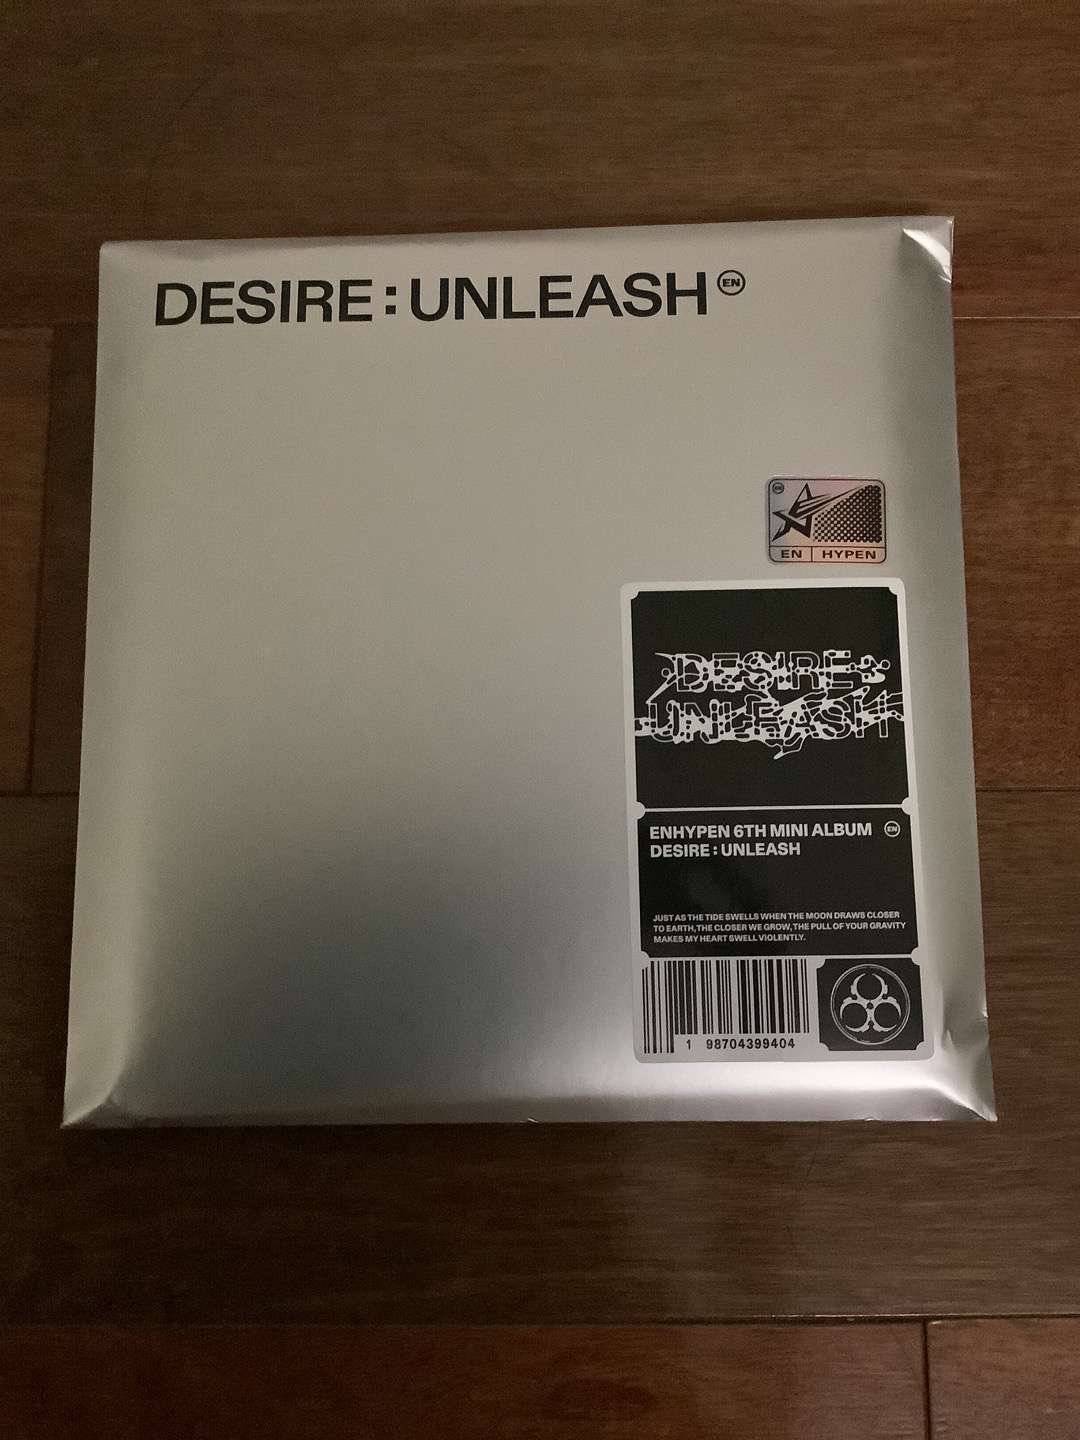 DESIRE : UNLEASH EN
EN
EN HYPEN
DESIRE :
UNLEASH
ENHYPEN 6TH MINI ALBUM EN
DESIRE : UNLEASH
JUST AS THE TIDE SWELLS WHEN THE MOON DRAWS CLOSER
TO EARTH, THE CLOSER WE GROW, THE PULL OF YOUR GRAVITY
MAKES MY HEART SWELL VIOLENTLY.
1 98704399404